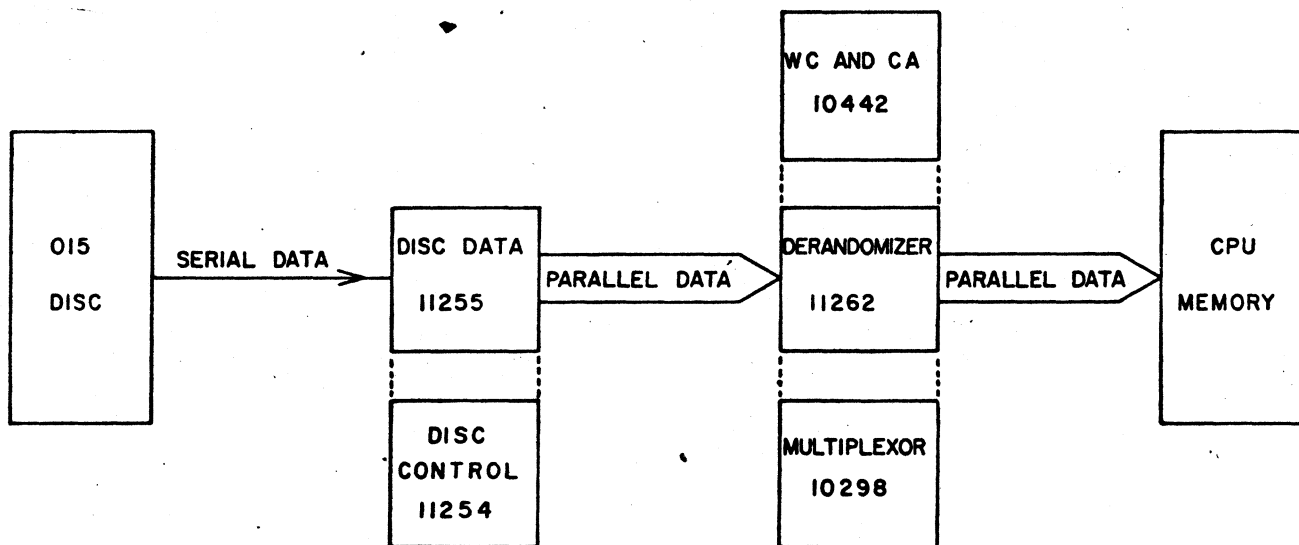 WC AND CA
10442
015
DISC
SERIAL DATA
DISC DATA
11255
PARALLEL DATA
DERANDOMIZER
11262
PARALLEL DATA
CPU
MEMORY
DISC
CONTROL
11254
MULTIPLEXOR
10298